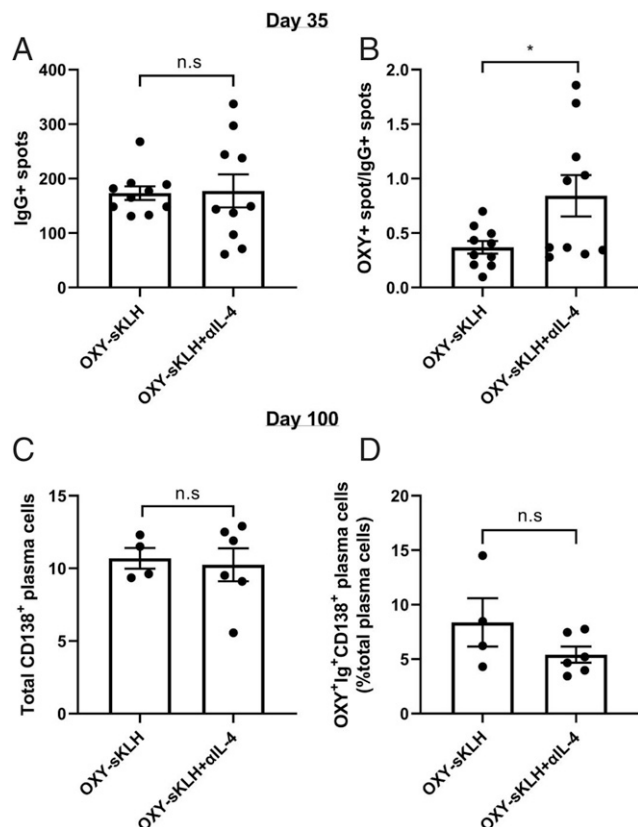 Day 35
A
n.s
IgG+ spots
400
300
200
100
0
OXY-sKLH
OXY-sKLH+αIL-4
B
*
OXY+ spot/IgG+ spots
2.0
1.5
1.0
0.5
0.0
OXY-sKLH
OXY-sKLH+αIL-4
Day 100
C
n.s
Total CD138⁺ plasma cells
15
10
5
0
OXY-sKLH
OXY-sKLH+αIL-4
D
n.s
OXY⁺Ig⁺CD138⁺ plasma cells
(%total plasma cells)
20
15
10
5
0
OXY-sKLH
OXY-sKLH+αIL-4